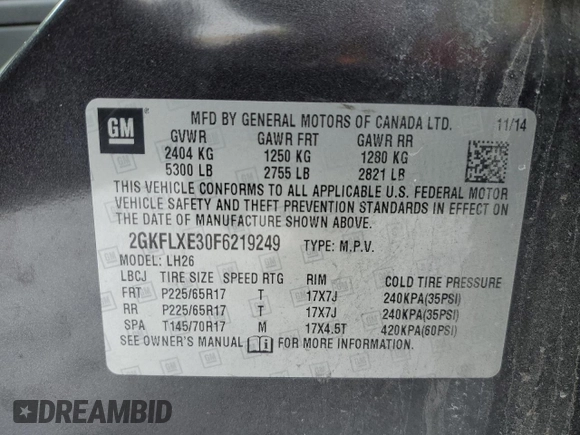 GM
MFD BY GENERAL MOTORS OF CANADA LTD. 11/14
GVWR GAWR FRT GAWR RR
2404 KG 1250 KG 1280 KG
5300 LB 2755 LB 2821 LB
THIS VEHICLE CONFORMS TO ALL APPLICABLE U.S. FEDERAL MOTOR
VEHICLE SAFETY AND THEFT PREVENTION STANDARDS IN EFFECT ON
THE DATE OF MANUFACTURE SHOWN ABOVE.
2GKFLXE30F6219249 TYPE: M.P.V.
MODEL: LH26
LBCJ TIRE SIZE SPEED RTG RIM COLD TIRE PRESSURE
FRT P225/65R17 T 17X7J 240KPA(35PSI)
RR P225/65R17 T 17X7J 240KPA(35PSI)
SPA T145/70R17 M 17X4.5T 420KPA(60PSI)
SEE OWNER'S MANUAL FOR MORE INFORMATION.
DREAMBID